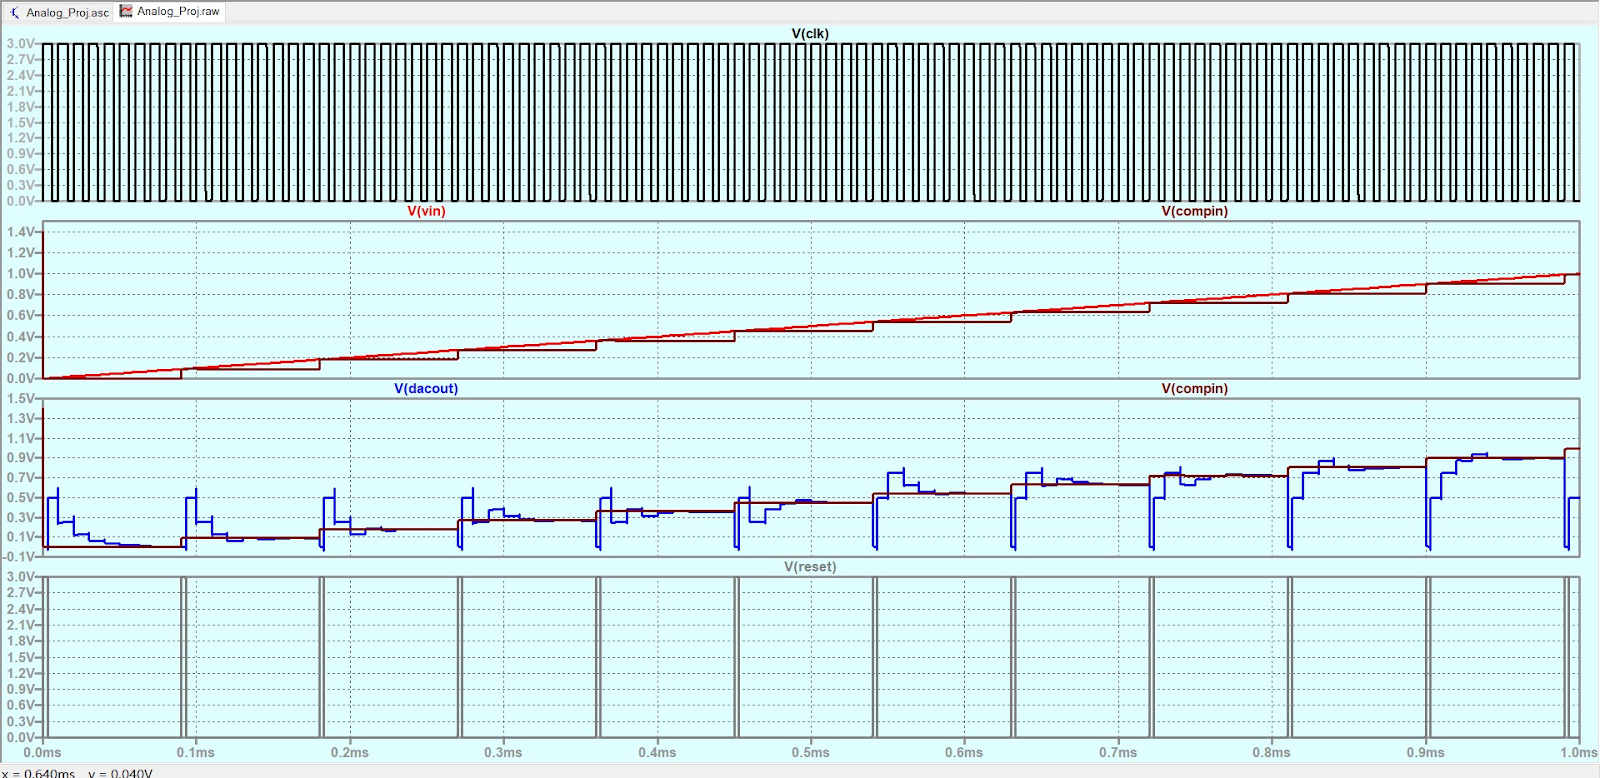 Analog_Proj.asc Analog_Proj.raw
V(clk)
3.0V
2.7V
2.4V
2.1V
1.8V
1.5V
1.2V
0.9V
0.6V
0.3V
0.0V
V(vin) V(compin)
1.4V
1.2V
1.0V
0.8V
0.6V
0.4V
0.2V
0.0V
V(dacout) V(compin)
1.5V
1.3V
1.1V
0.9V
0.7V
0.5V
0.3V
0.1V
-0.1V
V(reset)
3.0V
2.7V
2.4V
2.1V
1.8V
1.5V
1.2V
0.9V
0.6V
0.3V
0.0V
0.0ms 0.1ms 0.2ms 0.3ms 0.4ms 0.5ms 0.6ms 0.7ms 0.8ms 0.9ms 1.0ms
x = 0.640ms y = 0.040V